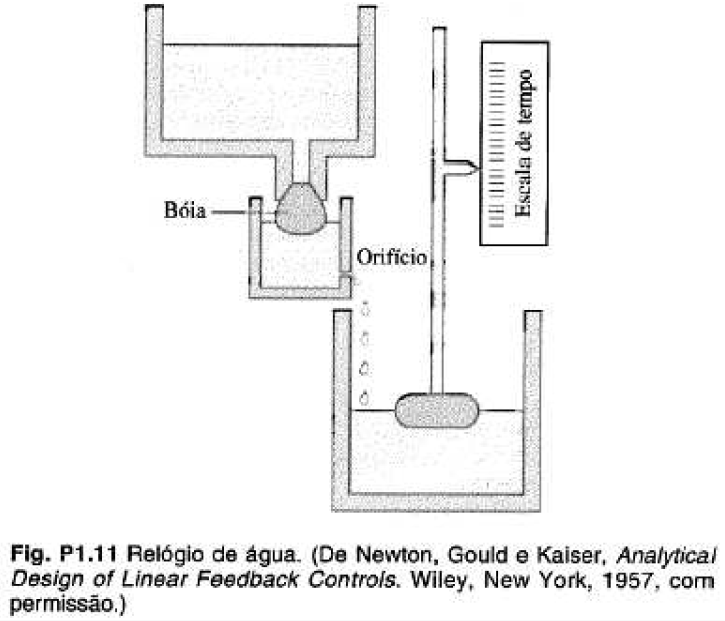 Bóia
Orifício
Escala de tempo
Fig. P1.11 Relógio de água. (De Newton, Gould e Kaiser, Analytical
Design of Linear Feedback Controls. Wiley, New York, 1957, com
permissão.)